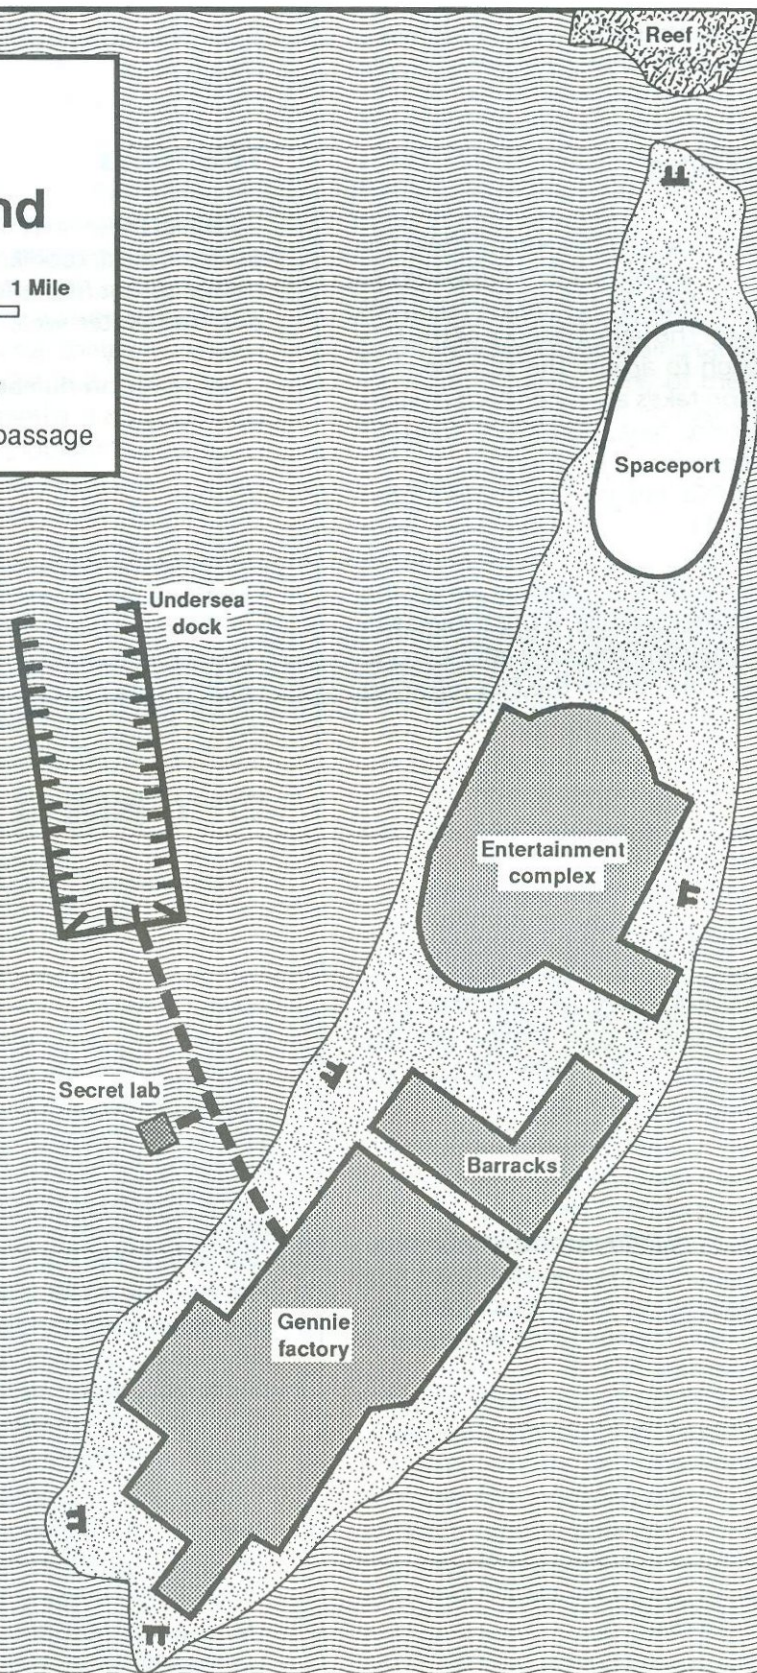 Reef
nd
1 Mile
passage
Spaceport
Undersea
dock
Entertainment
complex
Secret lab
Barracks
Gennie
factory